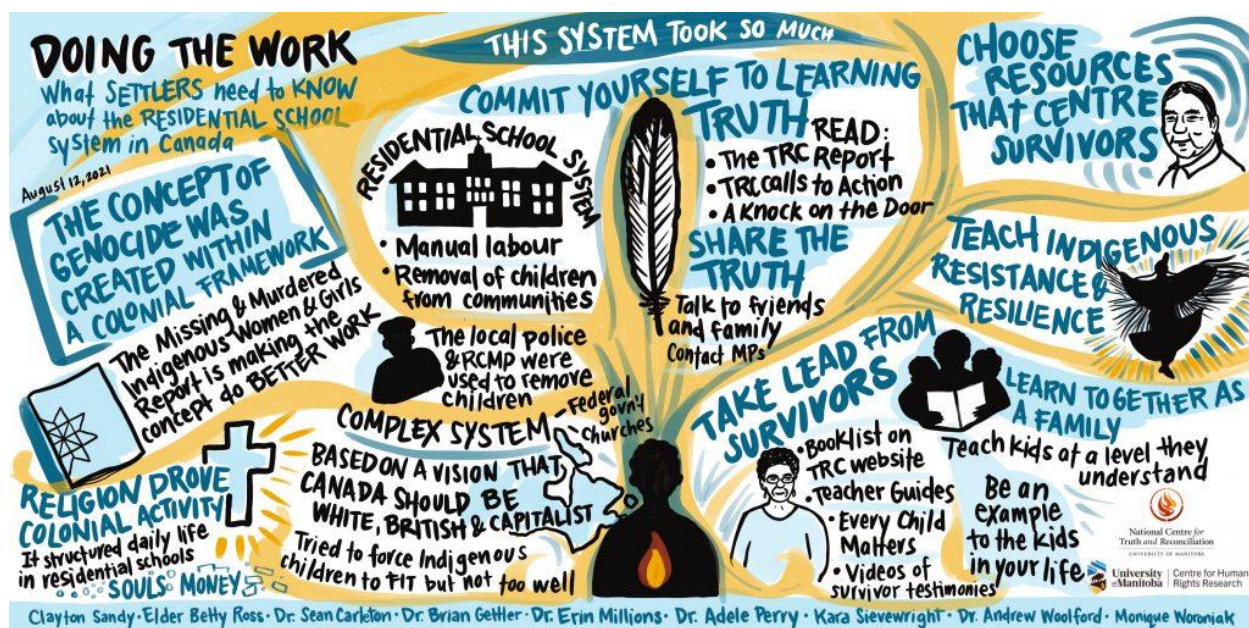 DOING THE WORK
What SETTLERS need to KNOW
about the RESIDENTIAL SCHOOL
System in Canada
August 12, 2021
THE CONCEPT OF
GENOCIDE WAS
CREATED WITHIN
A COLONIAL FRAMEWORK
The Missing & Murdered
Indigenous Women & Girls
Report is making the
concept do BETTER WORK
RELIGION DROVE
COLONIAL ACTIVITY
It structured daily life
in residential schools
SOULS MONEY
THIS SYSTEM TOOK SO MUCH
COMMIT YOURSELF TO LEARNING
TRUTH
READ:
• The TRC Report
• TRC Calls to Action
• A Knock on the Door
SHARE THE
TRUTH
Talk to friends
and family
Contact MPs
RESIDENTIAL SCHOOL SYSTEM
• Manual labour
• Removal of children
from communities
The local police
& RCMP were
used to remove
children
COMPLEX SYSTEM
Federal
gov'n't
Churches
BASED ON A VISION THAT
CANADA SHOULD BE
WHITE, BRITISH & CAPITALIST
Tried to force Indigenous
children to FIT but not too well
CHOOSE
RESOURCES
THAT CENTRE
SURVIVORS
TEACH INDIGENOUS
RESISTANCE &
RESILIENCE
TAKE LEAD FROM
SURVIVORS
• Booklist on
TRC website
• Teacher Guides
• Every Child
Matters
• Videos of
survivor testimonies
LEARN TOGETHER AS
A FAMILY
Teach kids at a level they
understand
Be an
example
to the kids
in your life
National Centre for
Truth and Reconciliation
UNIVERSITY OF MANITOBA
University
of Manitoba
Centre for Human
Rights Research
Clayton Sandy · Elder Betty Ross · Dr. Sean Carleton · Dr. Brian Gettler · Dr. Erin Millions · Dr. Adele Perry · Kara Sievewright · Dr. Andrew Woolford · Monique Woroniak